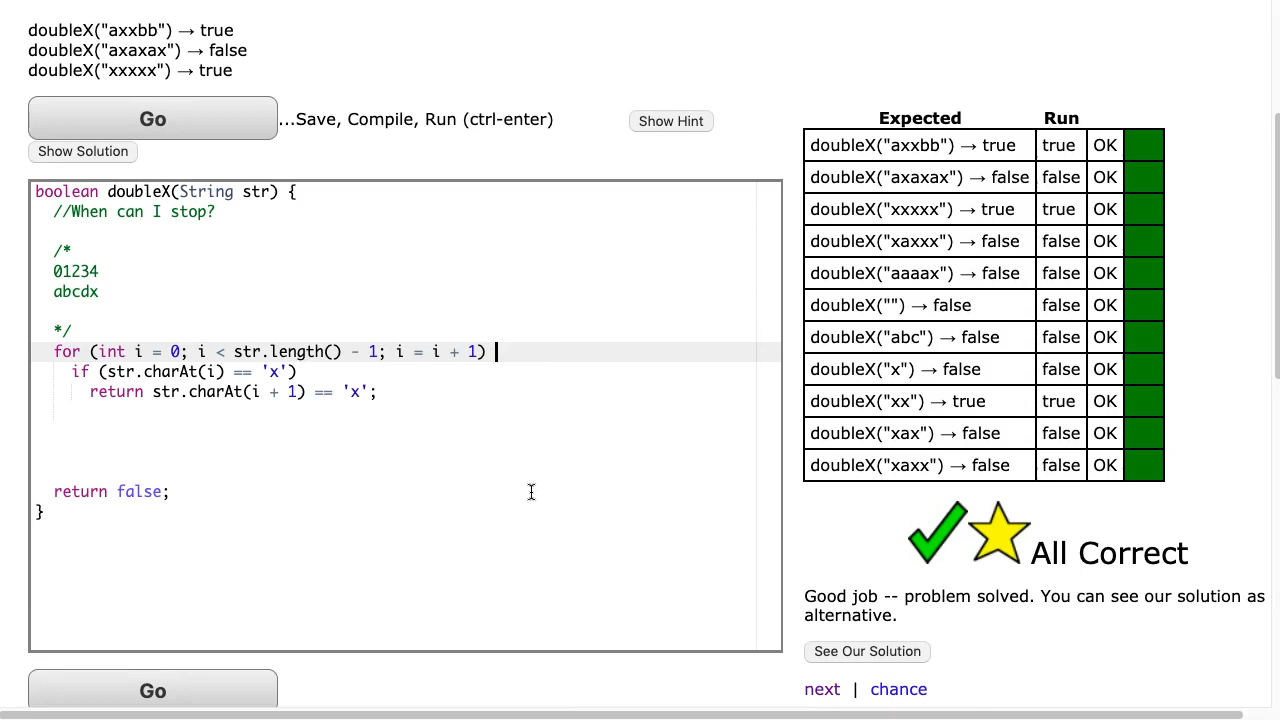 doubleX("axxbb") → true
doubleX("axaxax") → false
doubleX("xxxxx") → true
Go
...Save, Compile, Run (ctrl-enter)
Show Hint
Show Solution
boolean doubleX(String str) {
//When can I stop?
/*
01234
abcdx
*/
for (int i = 0; i < str.length() - 1; i = i + 1)
if (str.charAt(i) == 'x')
return str.charAt(i + 1) == 'x';
return false;
}
Go
Expected Run
doubleX("axxbb") → true true OK
doubleX("axaxax") → false false OK
doubleX("xxxxx") → true true OK
doubleX("xaxxx") → false false OK
doubleX("aaaax") → false false OK
doubleX("") → false false OK
doubleX("abc") → false false OK
doubleX("x") → false false OK
doubleX("xx") → true true OK
doubleX("xax") → false false OK
doubleX("xaxx") → false false OK
All Correct
Good job -- problem solved. You can see our solution as
alternative.
See Our Solution
next | chance